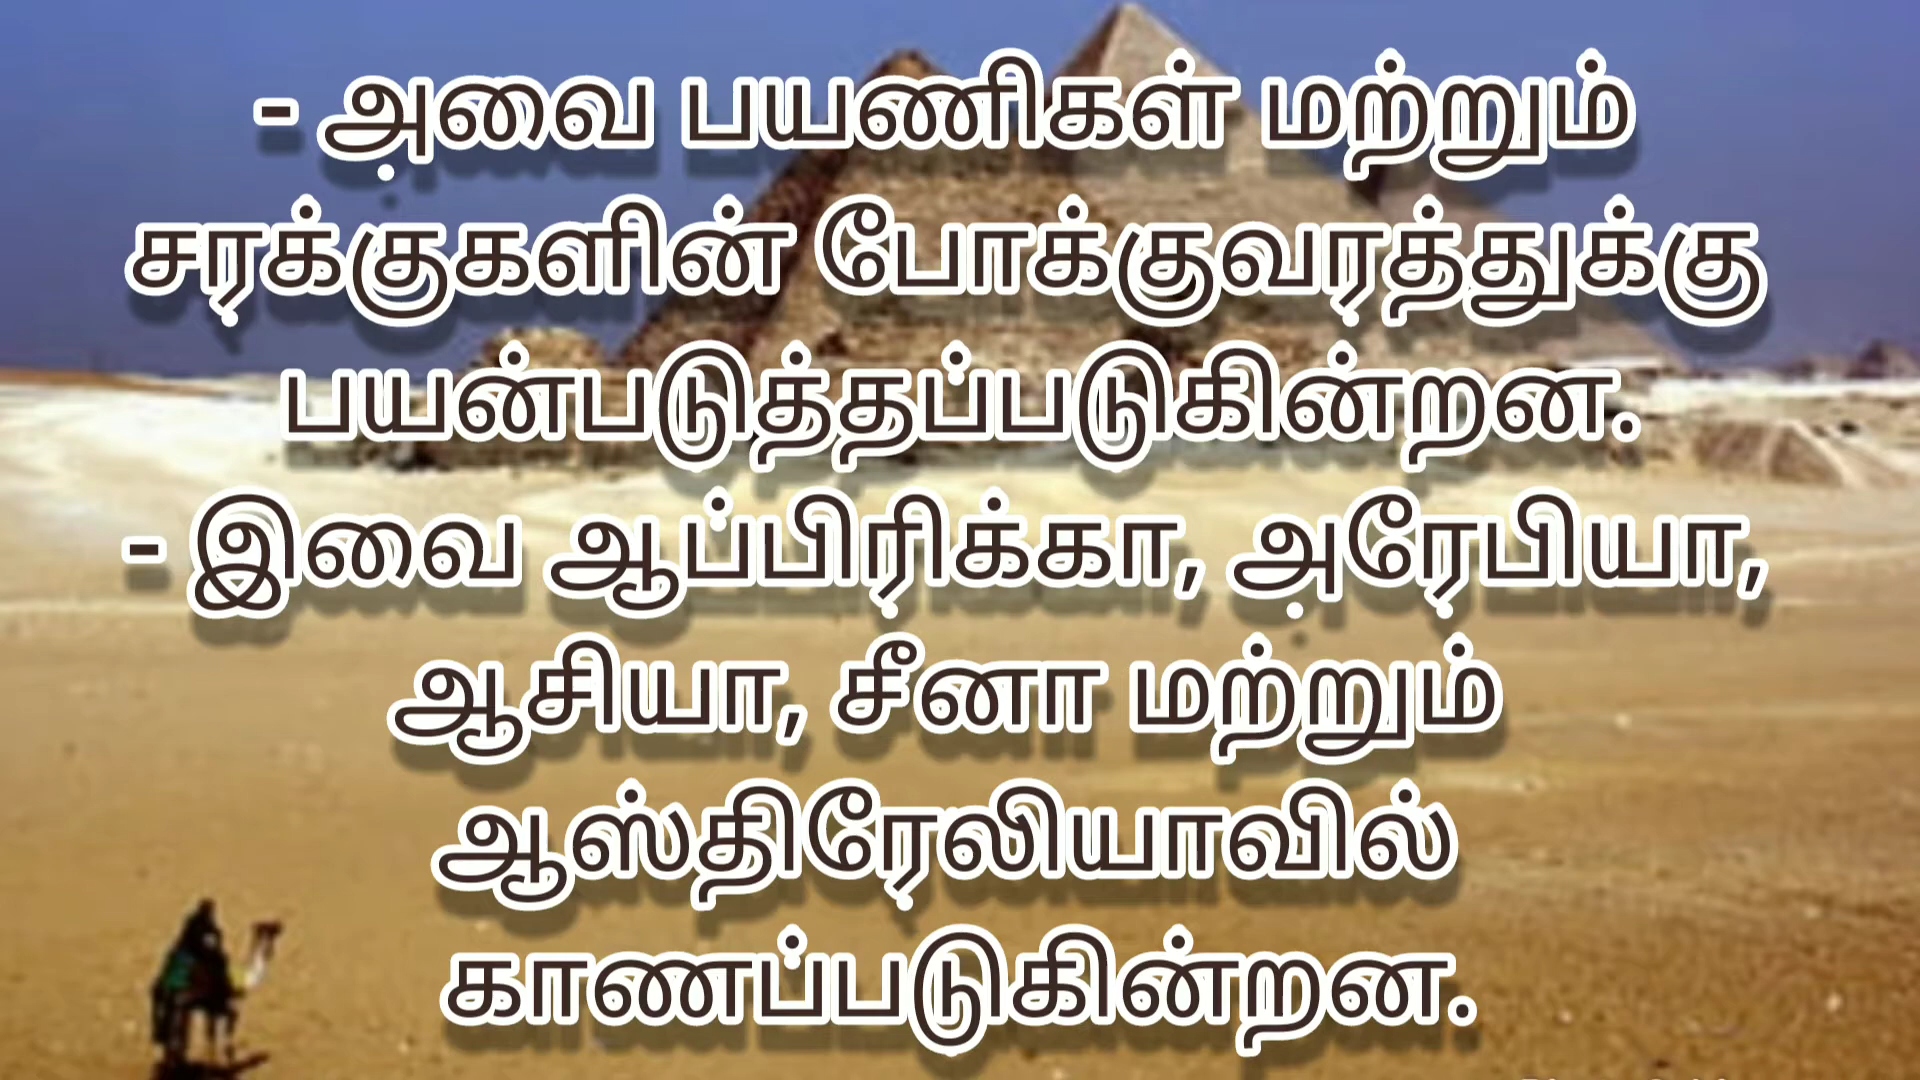 - அவை பயணிகள் மற்றும்
சரக்குகளின் போக்குவரத்துக்கு
பயன்படுத்தப்படுகின்றன.
- இவை ஆப்பிரிக்கா, அரேபியா,
ஆசியா, சீனா மற்றும்
ஆஸ்திரேலியாவில்
காணப்படுகின்றன.